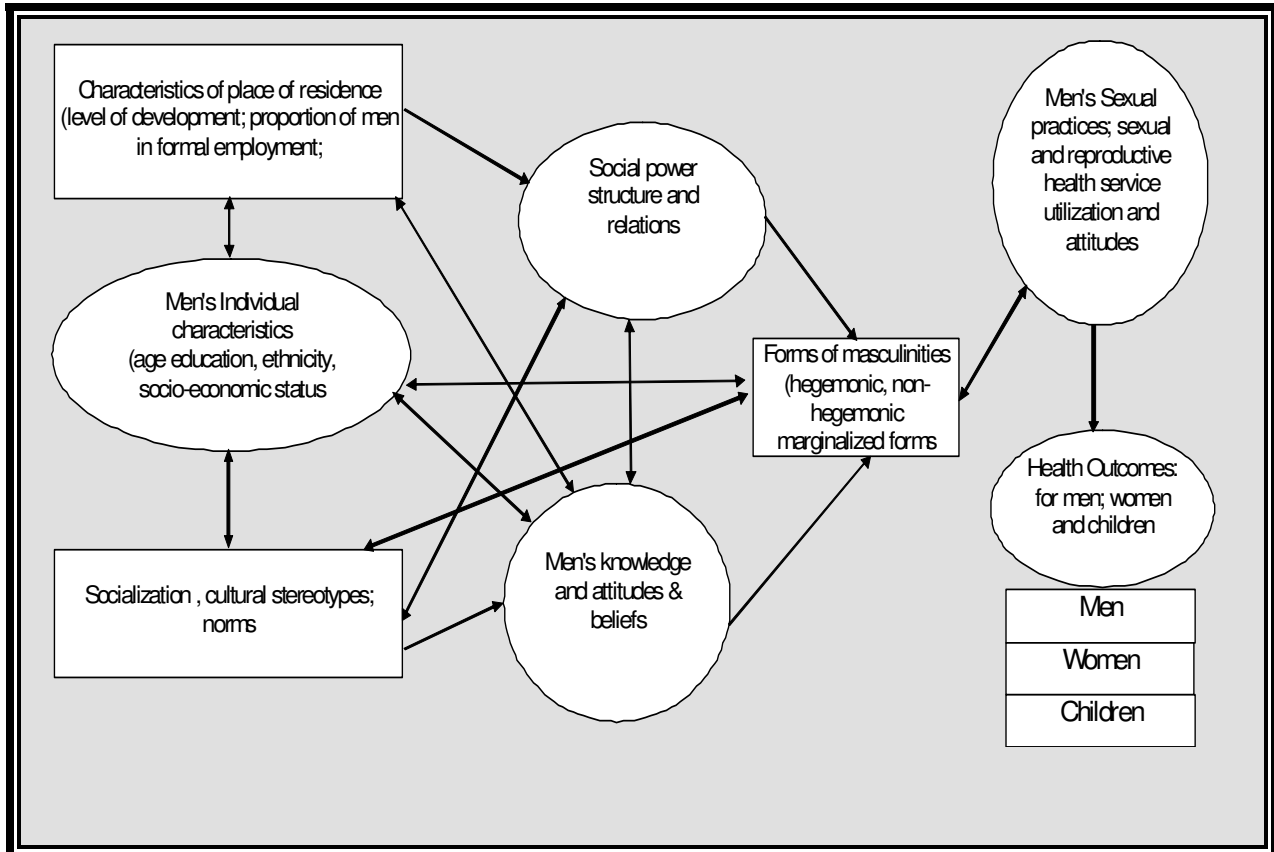 Characteristics of place of residence
(level of development; proportion of men
in formal employment;
Men's Individual
characteristics
(age education, ethnicity,
socio-economic status
Socialization , cultural stereotypes;
norms
Social power
structure and
relations
Men's knowledge
and attitudes &
beliefs
Forms of masculinities
(hegemonic, non-
hegemonic
marginalized forms
Men's Sexual
practices; sexual
and reproductive
health service
utilization and
attitudes
Health Outcomes:
for men; women
and children
Men
Women
Children